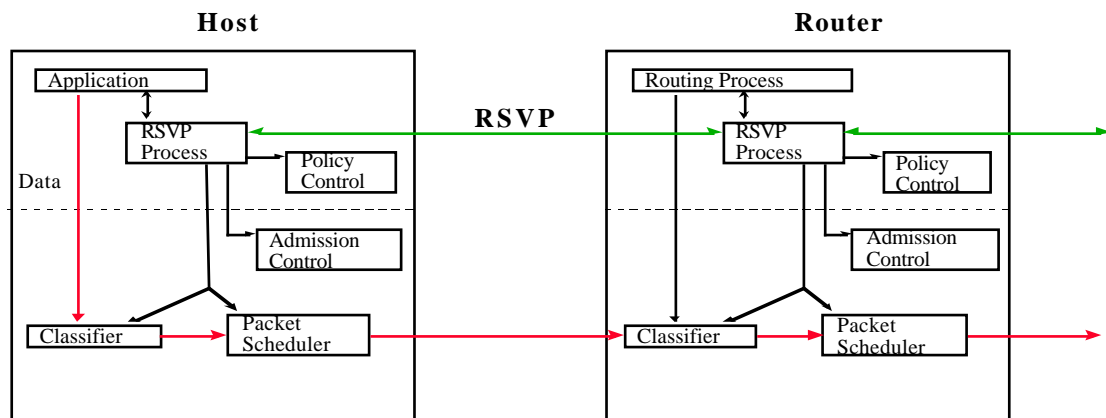 Host
Router
Application
RSVP
Process
Policy
Control
Data
Admission
Control
Classifier
Packet
Scheduler
RSVP
Routing Process
RSVP
Process
Policy
Control
Admission
Control
Classifier
Packet
Scheduler